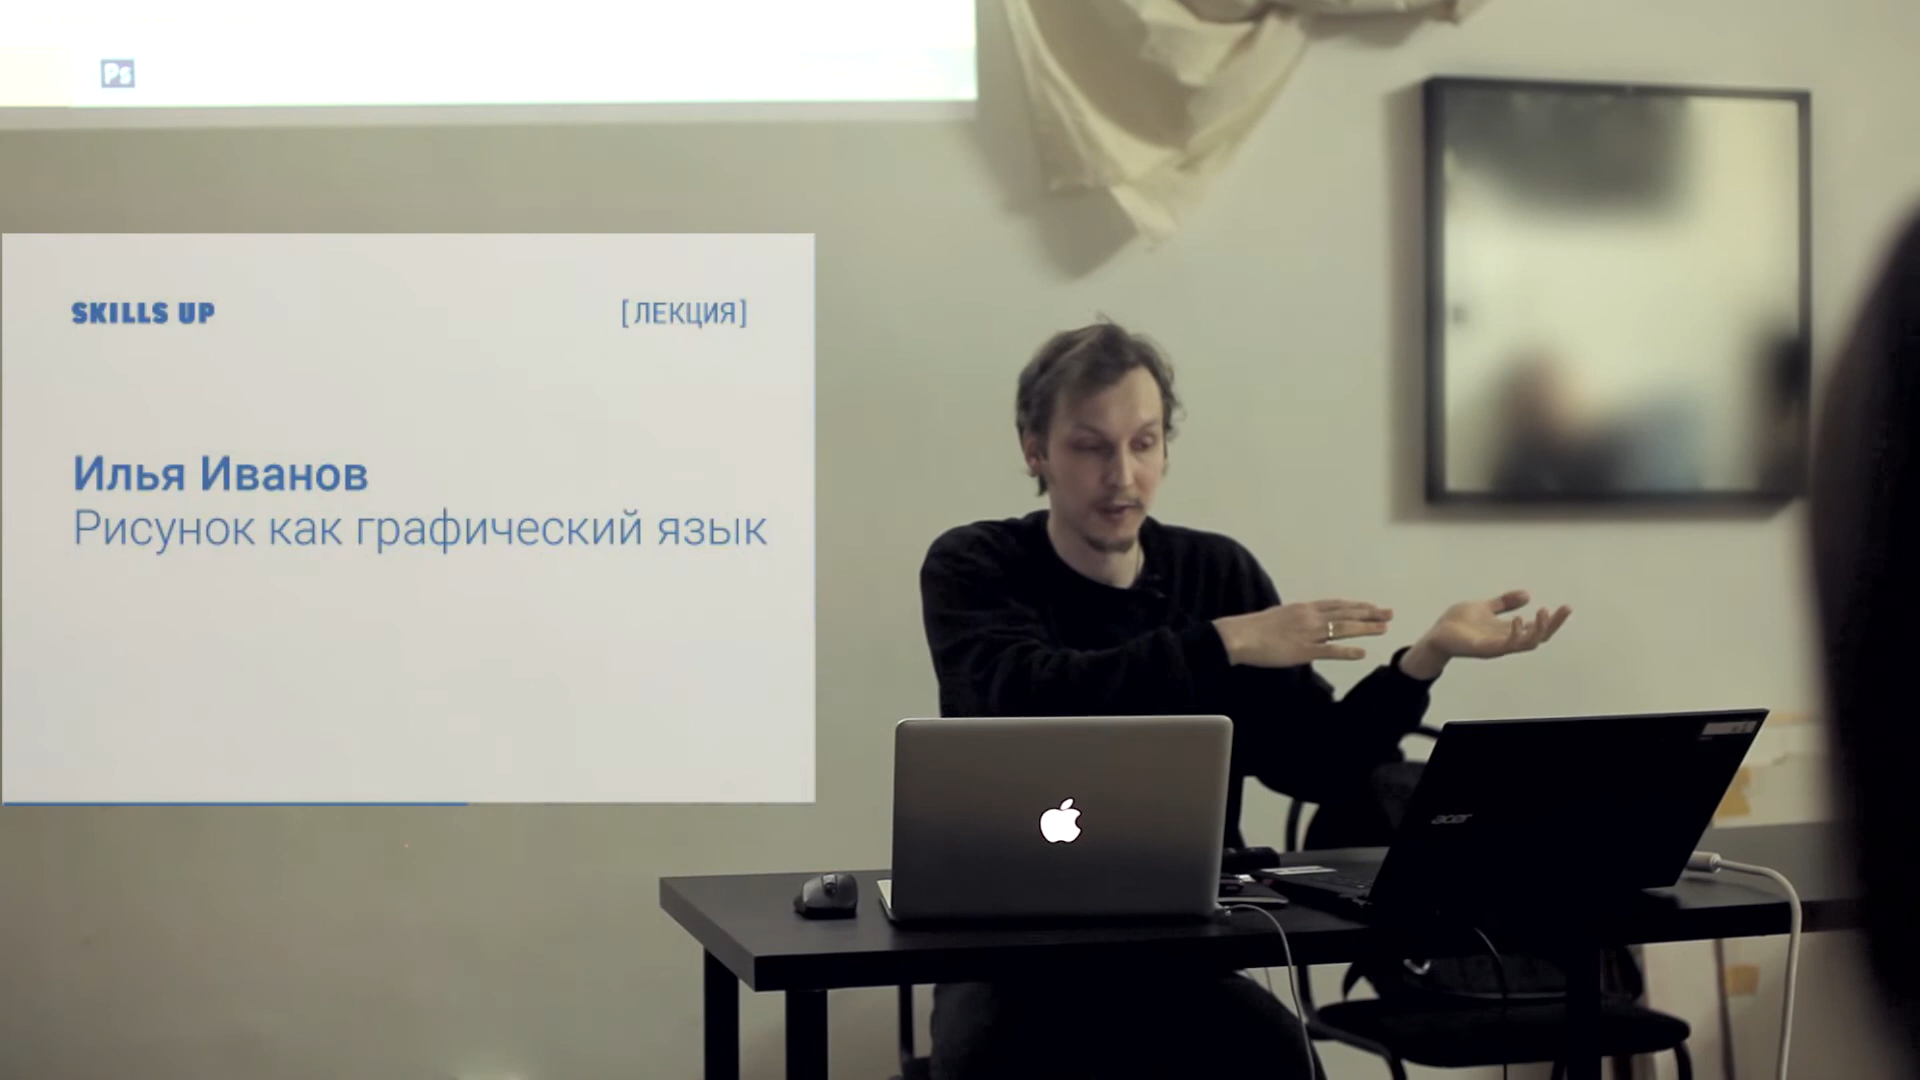 Ps
SKILLS UP
[ЛЕКЦИЯ]
Илья Иванов
Рисунок как графический язык
acer